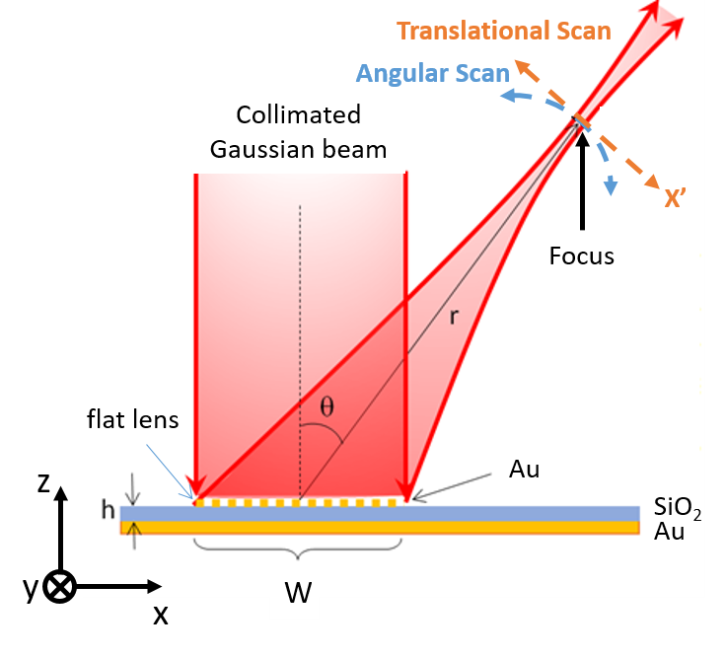 Translational Scan
Angular Scan
Collimated
Gaussian beam
X’
Focus
r
θ
flat lens
Au
z
h
SiO₂
Au
W
y
x